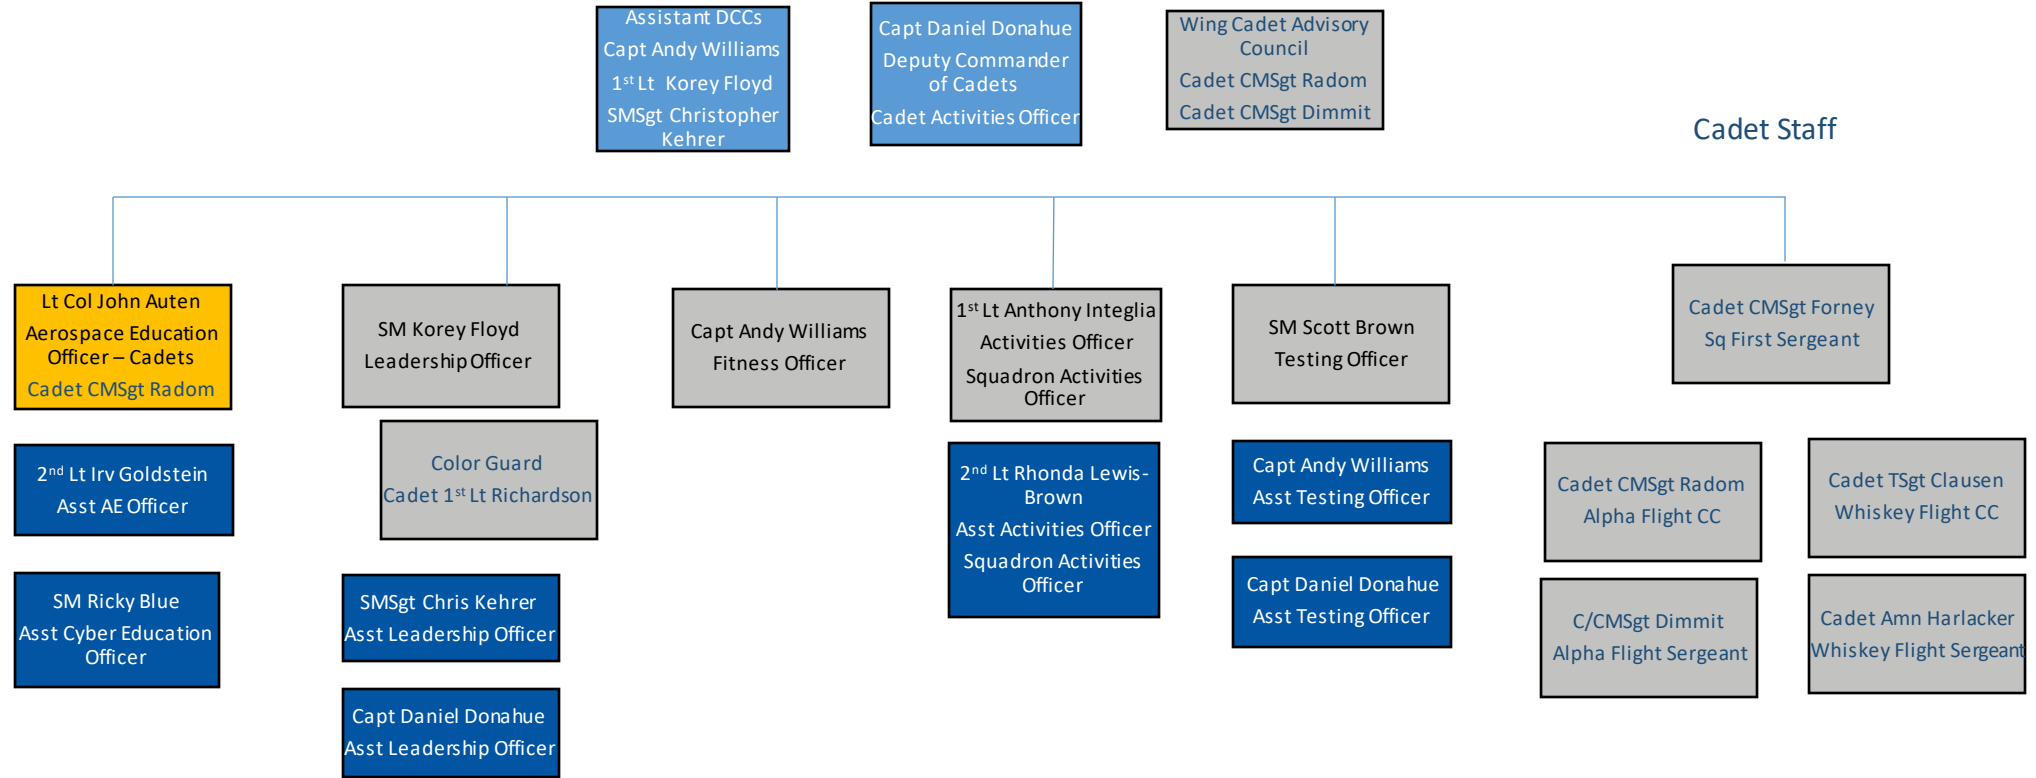 Assistant DCCs
Capt Andy Williams
1st Lt Korey Floyd
SMSgt Christopher
Kehrer
Capt Daniel Donahue
Deputy Commander
of Cadets
Cadet Activities Officer
Wing Cadet Advisory
Council
Cadet CMSgt Radom
Cadet CMSgt Dimmit
Cadet Staff
Lt Col John Auten
Aerospace Education
Officer – Cadets
Cadet CMSgt Radom
2nd Lt Irv Goldstein
Asst AE Officer
SM Ricky Blue
Asst Cyber Education
Officer
SM Korey Floyd
Leadership Officer
Color Guard
Cadet 1st Lt Richardson
SMSgt Chris Kehrer
Asst Leadership Officer
Capt Daniel Donahue
Asst Leadership Officer
Capt Andy Williams
Fitness Officer
1st Lt Anthony Integlia
Activities Officer
Squadron Activities
Officer
2nd Lt Rhonda Lewis-
Brown
Asst Activities Officer
Squadron Activities
Officer
SM Scott Brown
Testing Officer
Capt Andy Williams
Asst Testing Officer
Capt Daniel Donahue
Asst Testing Officer
Cadet CMSgt Forney
Sq First Sergeant
Cadet CMSgt Radom
Alpha Flight CC
C/CMSgt Dimmit
Alpha Flight Sergeant
Cadet TSgt Clausen
Whiskey Flight CC
Cadet Amn Harlacker
Whiskey Flight Sergeant